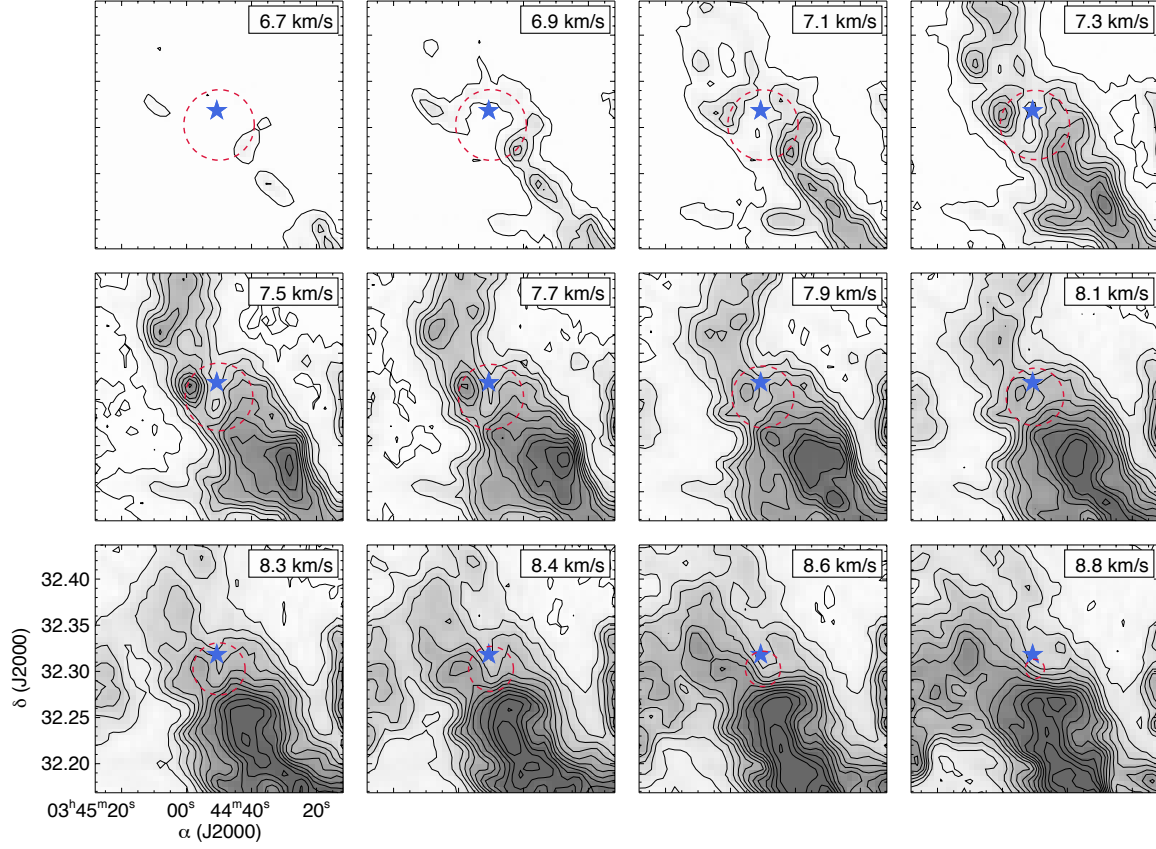 6.7 km/s
6.9 km/s
7.1 km/s
7.3 km/s
7.5 km/s
7.7 km/s
7.9 km/s
8.1 km/s
8.3 km/s
8.4 km/s
8.6 km/s
8.8 km/s
32.40
32.35
32.30
32.25
32.20
δ (J2000)
03ʰ45ᵐ20ˢ 00ˢ 44ᵐ40ˢ 20ˢ
α (J2000)